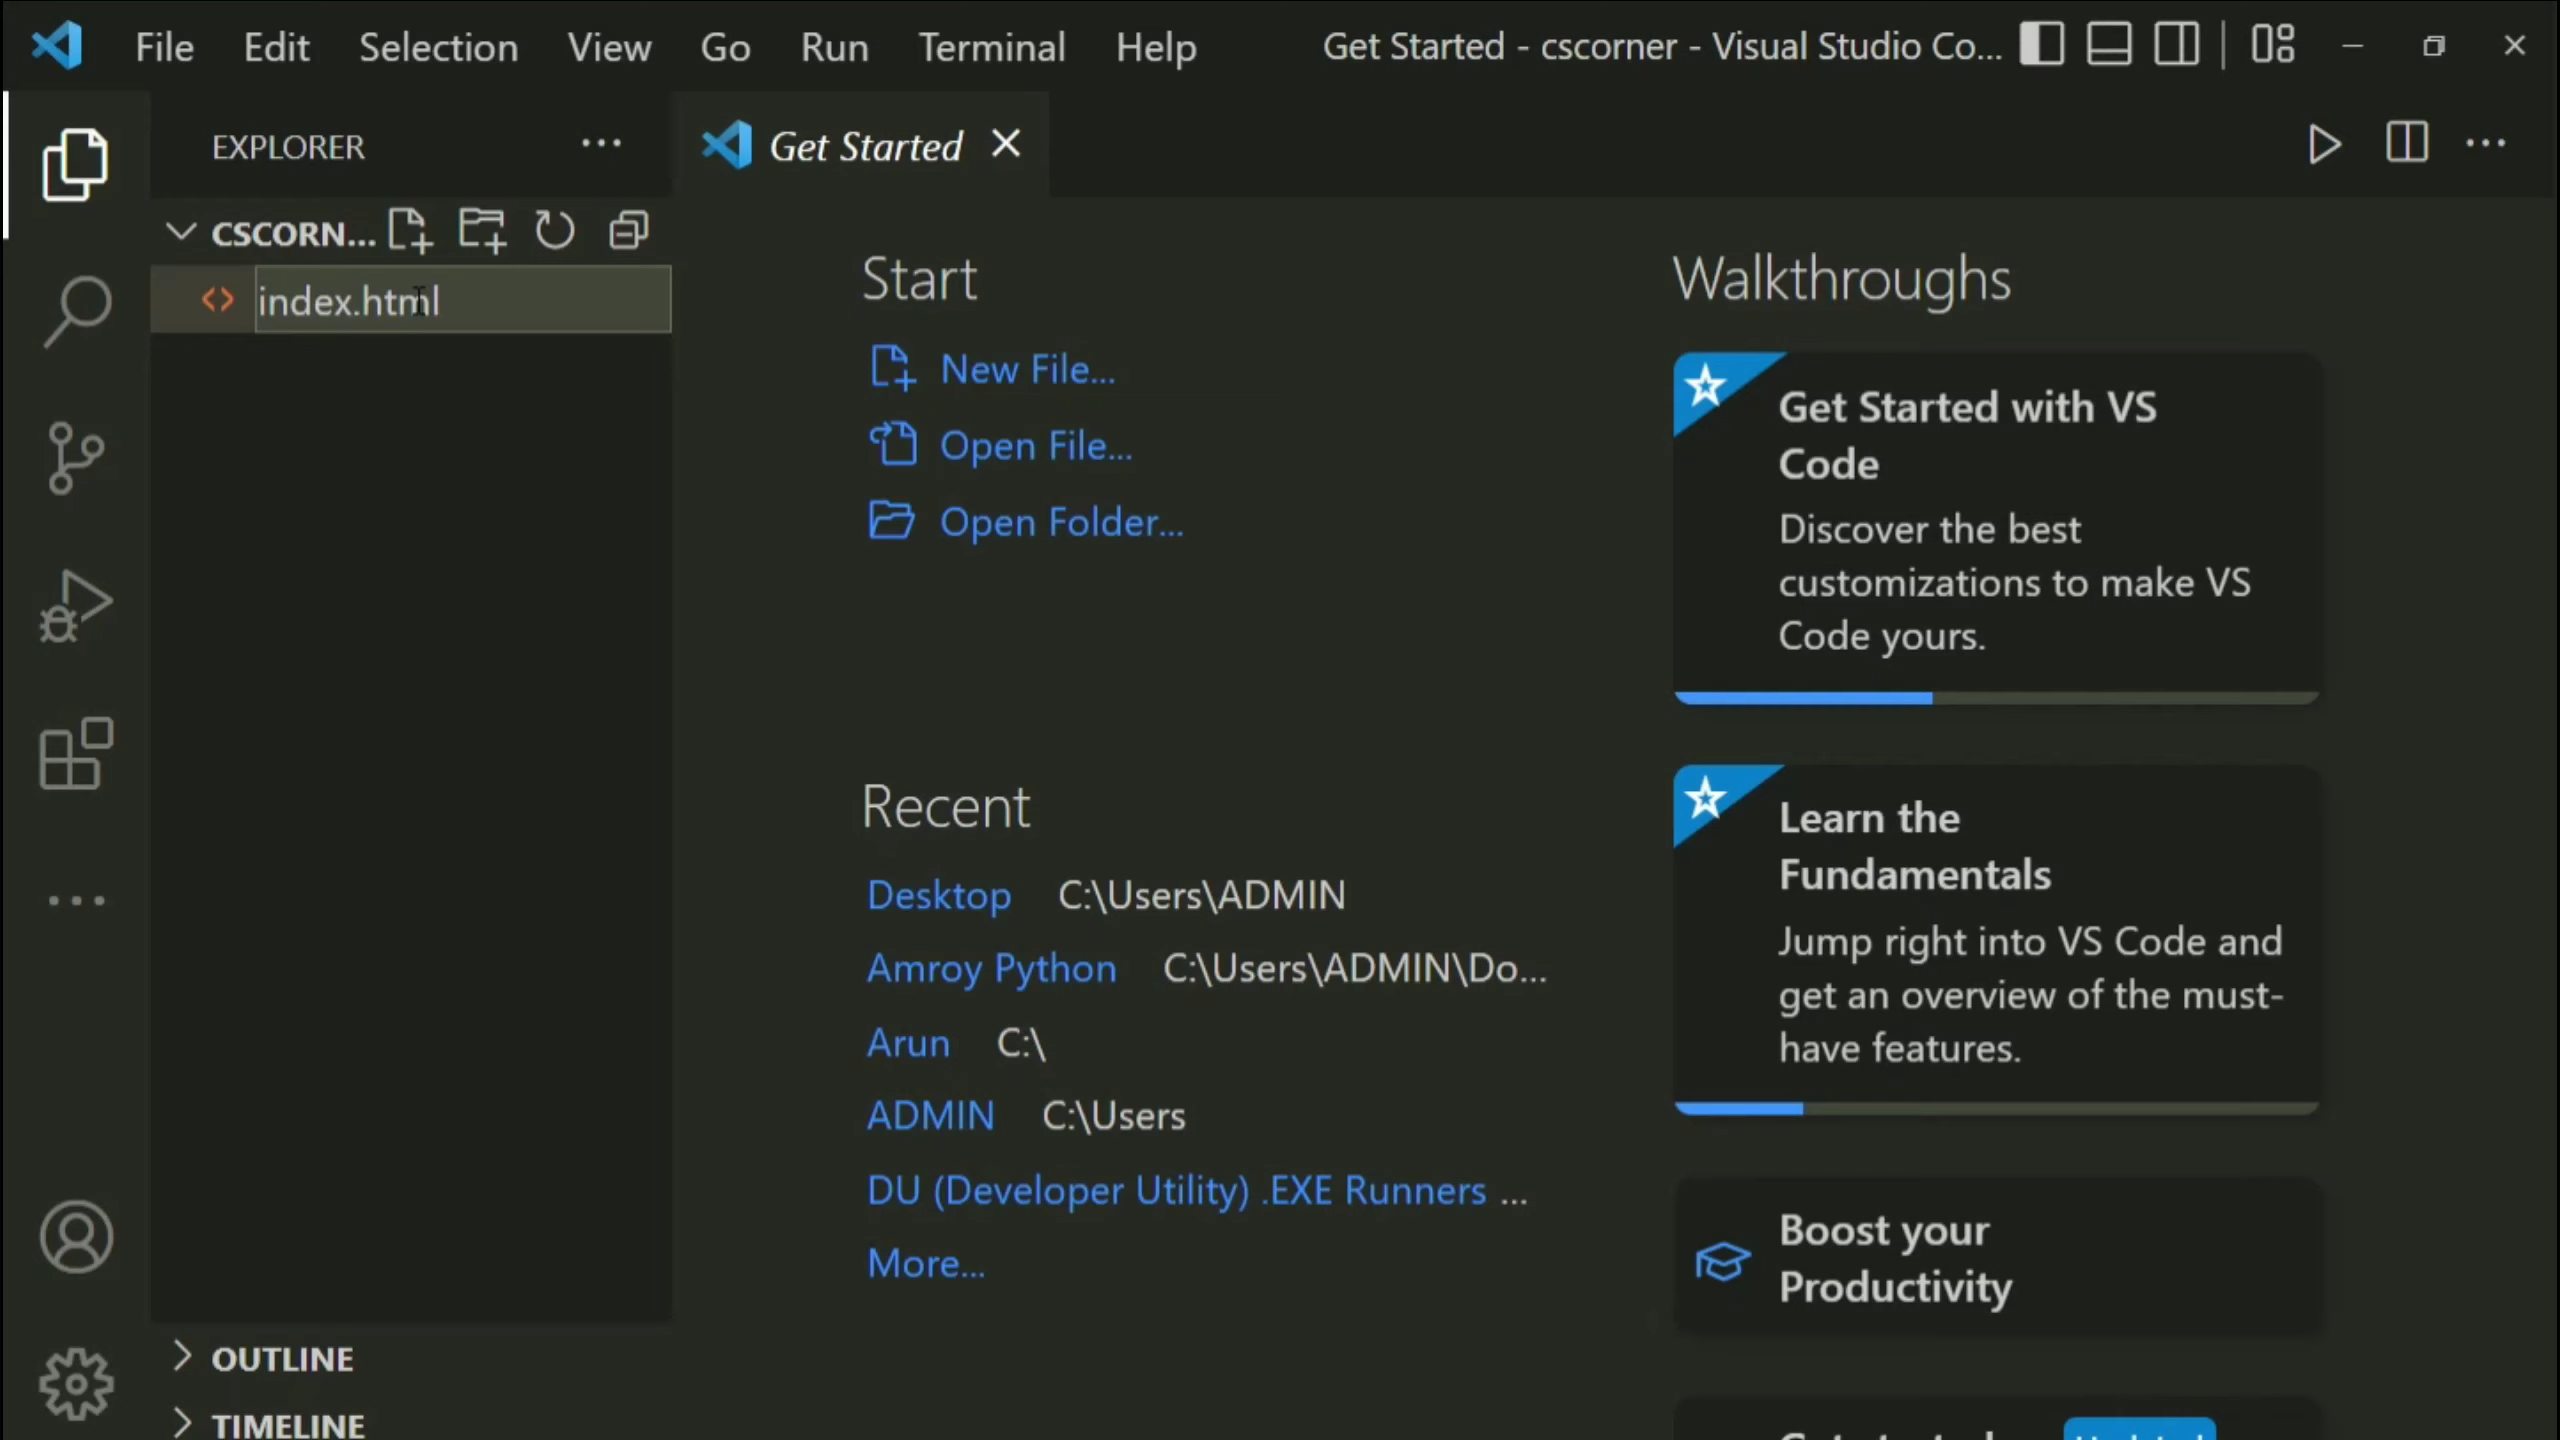 File Edit Selection View Go Run Terminal Help Get Started - cscorner - Visual Studio Co...
EXPLORER
Get Started
CSCORN...
index.html
Start
New File...
Open File...
Open Folder...
Recent
Desktop C:\Users\ADMIN
Amroy Python C:\Users\ADMIN\Do...
Arun C:\
ADMIN C:\Users
DU (Developer Utility) .EXE Runners ...
More...
Walkthroughs
Get Started with VS
Code
Discover the best
customizations to make VS
Code yours.
Learn the
Fundamentals
Jump right into VS Code and
get an overview of the must-
have features.
Boost your
Productivity
OUTLINE
TIMELINE